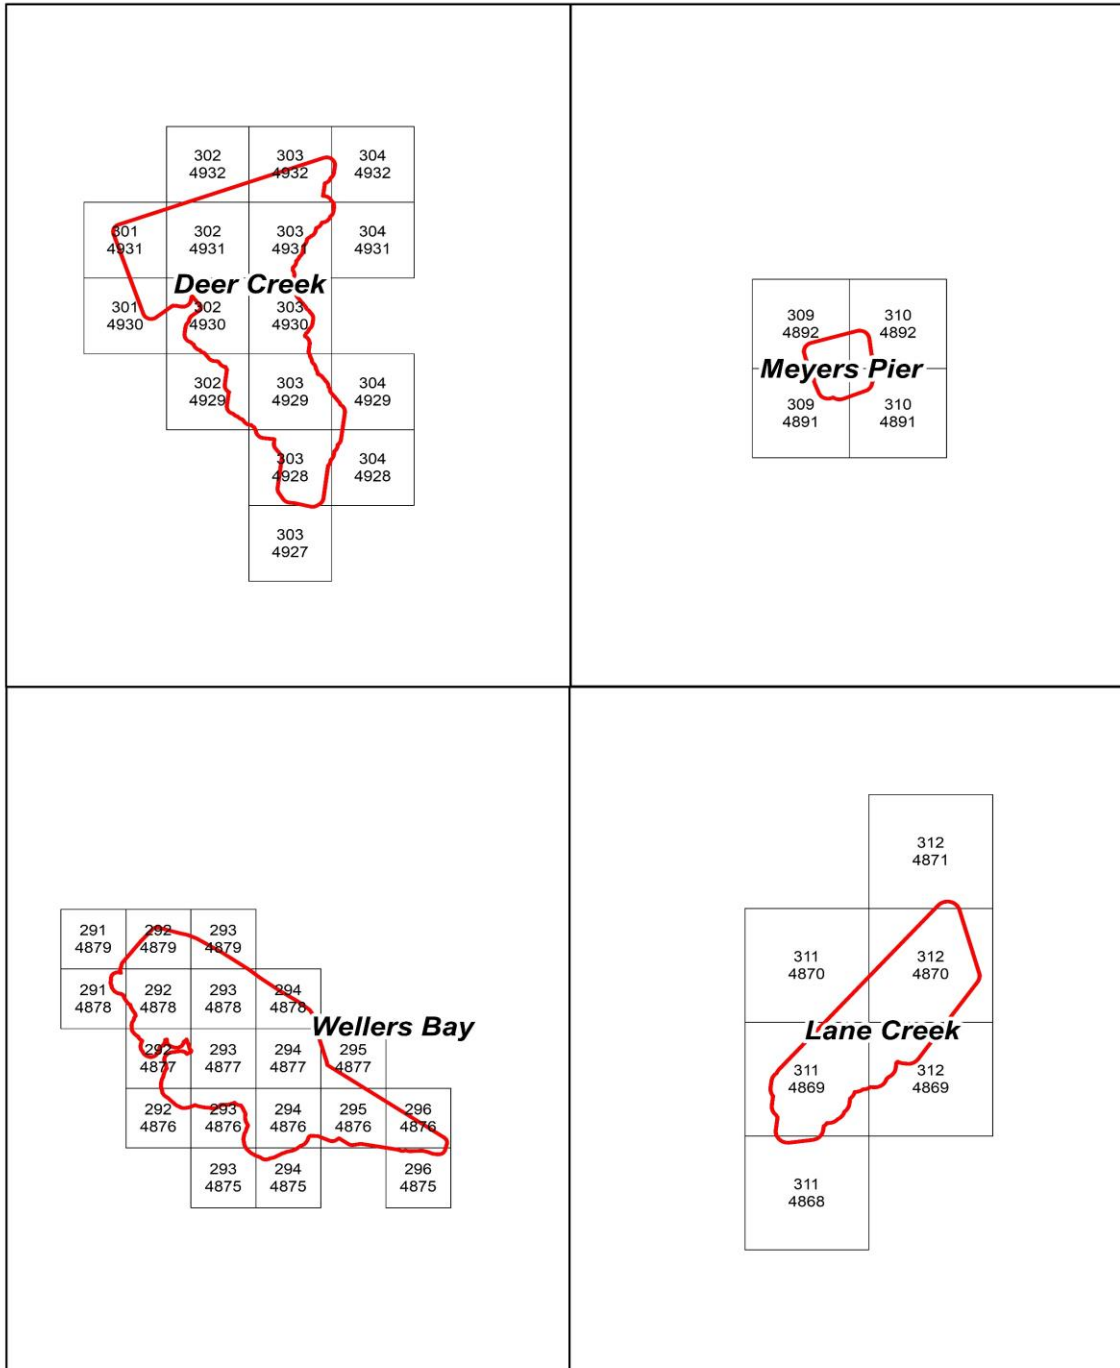 302 303 304
4932 4932 4932
301 302 303 304
4931 4931 4931 4931
Deer Creek
301 302 303
4930 4930 4930
302 303 304
4929 4929 4929
303 304
4928 4928
303
4927
309 310
4892 4892
Meyers Pier
309 310
4891 4891
291 292 293
4879 4879 4879
291 292 293 294
4878 4878 4878 4878
Wellers Bay
292 293 294 295
4877 4877 4877 4877
292 293 294 295 296
4876 4876 4876 4876 4876
293 294 296
4875 4875 4875
312
4871
311 312
4870 4870
Lane Creek
311 312
4869 4869
311
4868